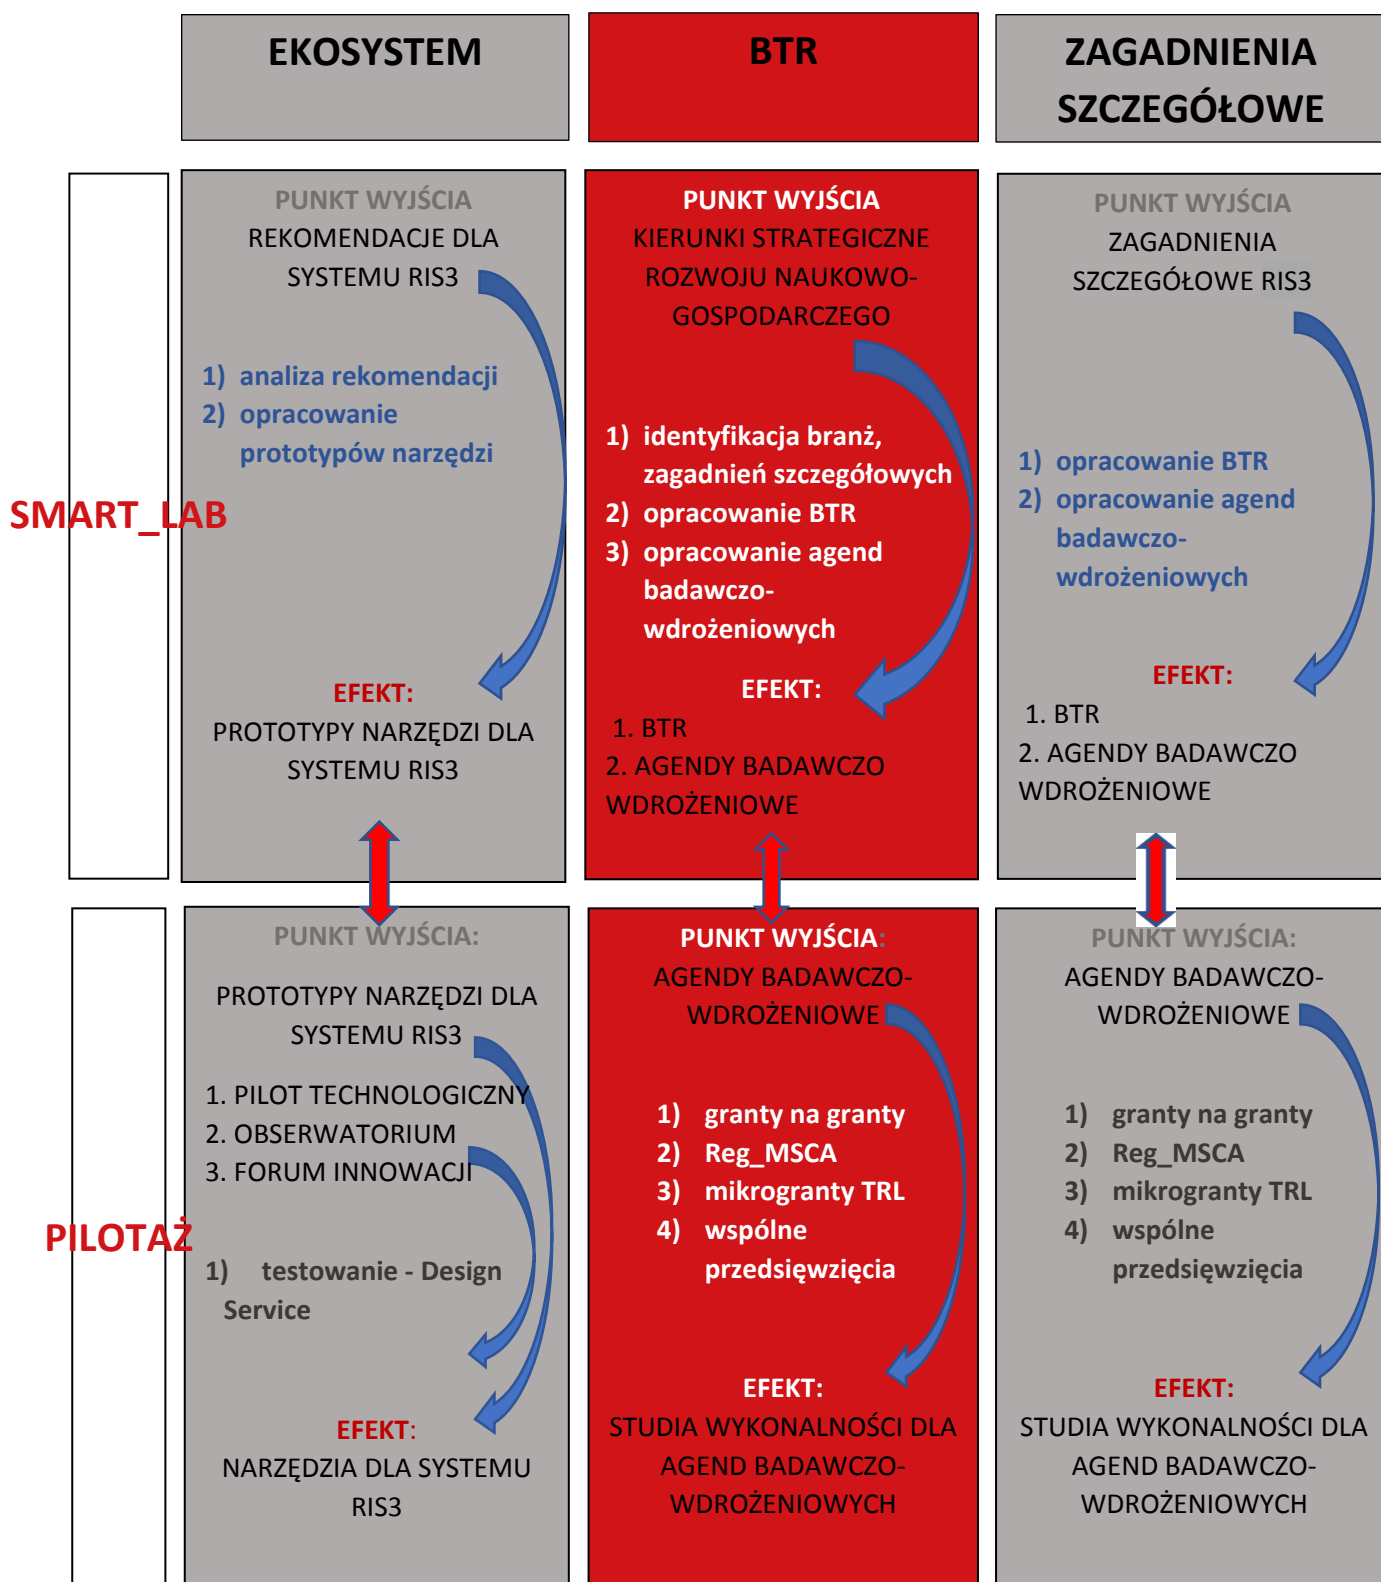 EKOSYSTEM
BTR
ZAGADNIENIA
SZCZEGÓŁOWE
SMART_LAB
PUNKT WYJŚCIA
REKOMENDACJE DLA
SYSTEMU RIS3
1) analiza rekomendacji
2) opracowanie
prototypów narzędzi
EFEKT:
PROTOTYPY NARZĘDZI DLA
SYSTEMU RIS3
PUNKT WYJŚCIA
KIERUNKI STRATEGICZNE
ROZWOJU NAUKOWO-
GOSPODARCZEGO
1) identyfikacja branż,
zagadnień szczegółowych
2) opracowanie BTR
3) opracowanie agend
badawczo-
wdrożeniowych
EFEKT:
1. BTR
2. AGENDY BADAWCZO
WDROŻENIOWE
PUNKT WYJŚCIA
ZAGADNIENIA
SZCZEGÓŁOWE RIS3
1) opracowanie BTR
2) opracowanie agend
badawczo-
wdrożeniowych
EFEKT:
1. BTR
2. AGENDY BADAWCZO
WDROŻENIOWE
PILOTAŻ
PUNKT WYJŚCIA:
PROTOTYPY NARZĘDZI DLA
SYSTEMU RIS3
1. PILOT TECHNOLOGICZNY
2. OBSERWATORIUM
3. FORUM INNOWACJI
1) testowanie - Design
Service
EFEKT:
NARZĘDZIA DLA SYSTEMU
RIS3
PUNKT WYJŚCIA:
AGENDY BADAWCZO-
WDROŻENIOWE
1) granty na granty
2) Reg_MSCA
3) mikrogranty TRL
4) wspólne
przedsięwzięcia
EFEKT:
STUDIA WYKONALNOŚCI DLA
AGEND BADAWCZO-
WDROŻENIOWYCH
PUNKT WYJŚCIA:
AGENDY BADAWCZO-
WDROŻENIOWE
1) granty na granty
2) Reg_MSCA
3) mikrogranty TRL
4) wspólne
przedsięwzięcia
EFEKT:
STUDIA WYKONALNOŚCI DLA
AGEND BADAWCZO-
WDROŻENIOWYCH